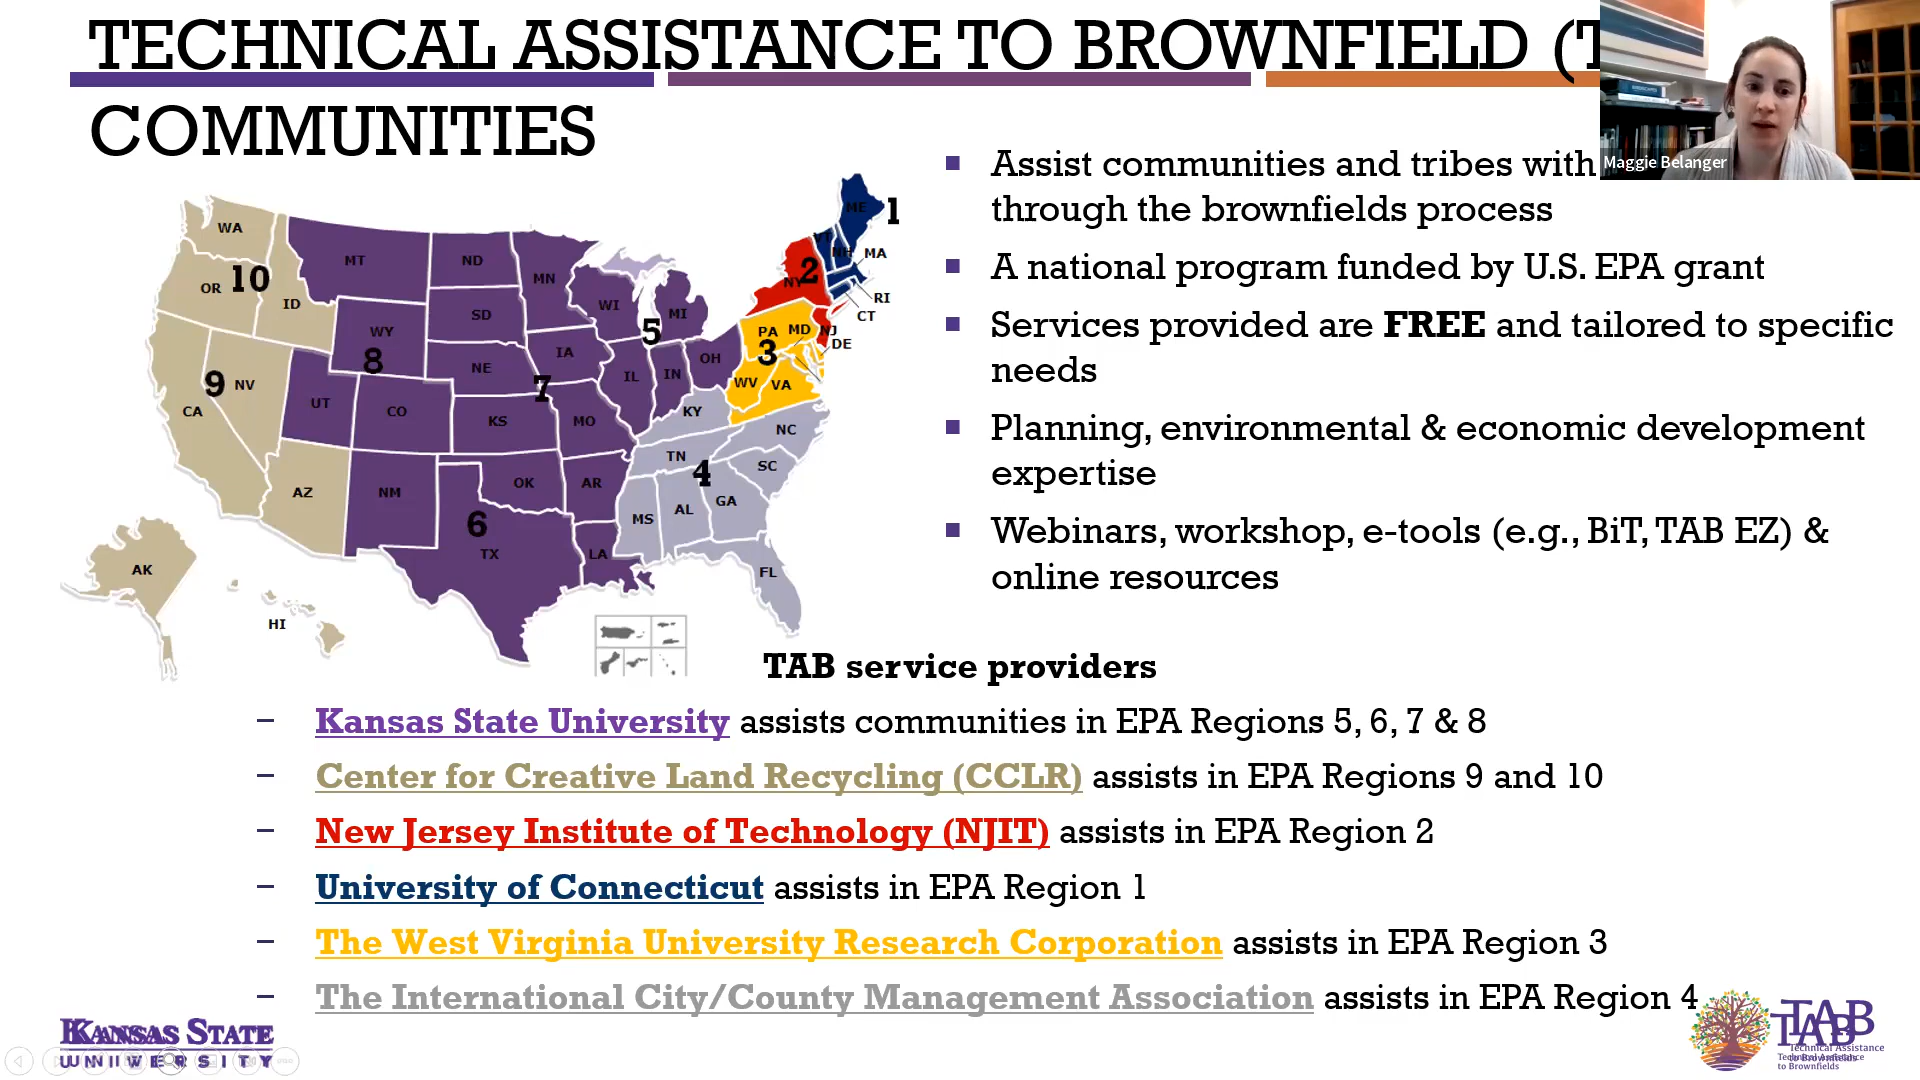 TECHNICAL ASSISTANCE TO BROWNFIELD (T
COMMUNITIES
Maggie Belanger
Assist communities and tribes with
through the brownfields process
A national program funded by U.S. EPA grant
Services provided are FREE and tailored to specific
needs
Planning, environmental & economic development
expertise
Webinars, workshop, e-tools (e.g., BiT, TAB EZ) &
online resources
WA
OR
10
ID
MT
ND
MN
WI
MI
5
SD
WY
8
NE
IA
7
IL
IN
OH
9
NV
CA
UT
CO
KS
MO
AZ
NM
OK
AR
6
TX
LA
KY
TN
NC
SC
4
MS
AL
GA
FL
PA
MD
NJ
DE
3
WV
VA
NY
2
VT
NH
ME
1
MA
RI
CT
AK
HI
TAB service providers
– Kansas State University assists communities in EPA Regions 5, 6, 7 & 8
– Center for Creative Land Recycling (CCLR) assists in EPA Regions 9 and 10
– New Jersey Institute of Technology (NJIT) assists in EPA Region 2
– University of Connecticut assists in EPA Region 1
– The West Virginia University Research Corporation assists in EPA Region 3
– The International City/County Management Association assists in EPA Region 4
KANSAS STATE
UNIVERSITY
TAB
Technical Assistance
to Brownfields